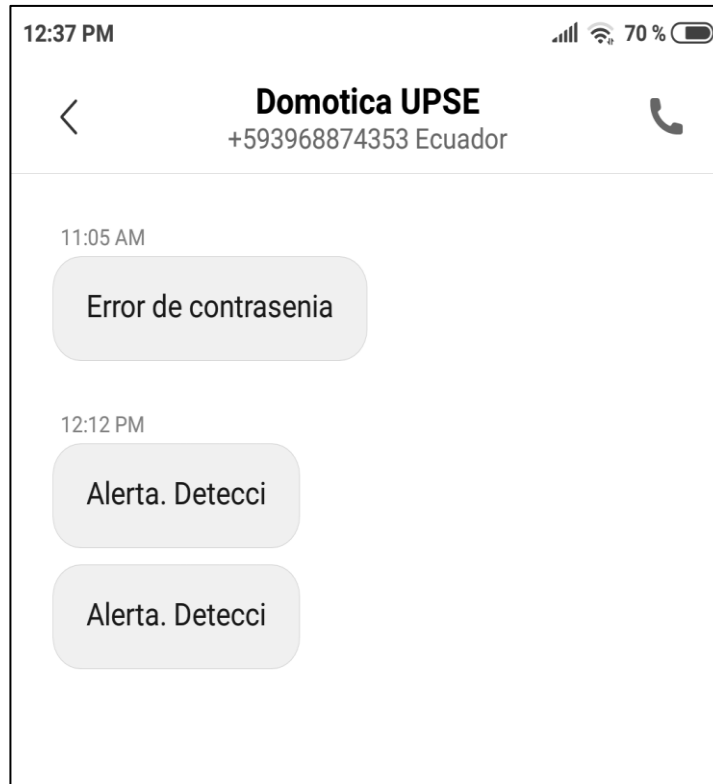 12:37 PM 70 %
Domotica UPSE
+593968874353 Ecuador
11:05 AM
Error de contrasenia
12:12 PM
Alerta. Detecci
Alerta. Detecci